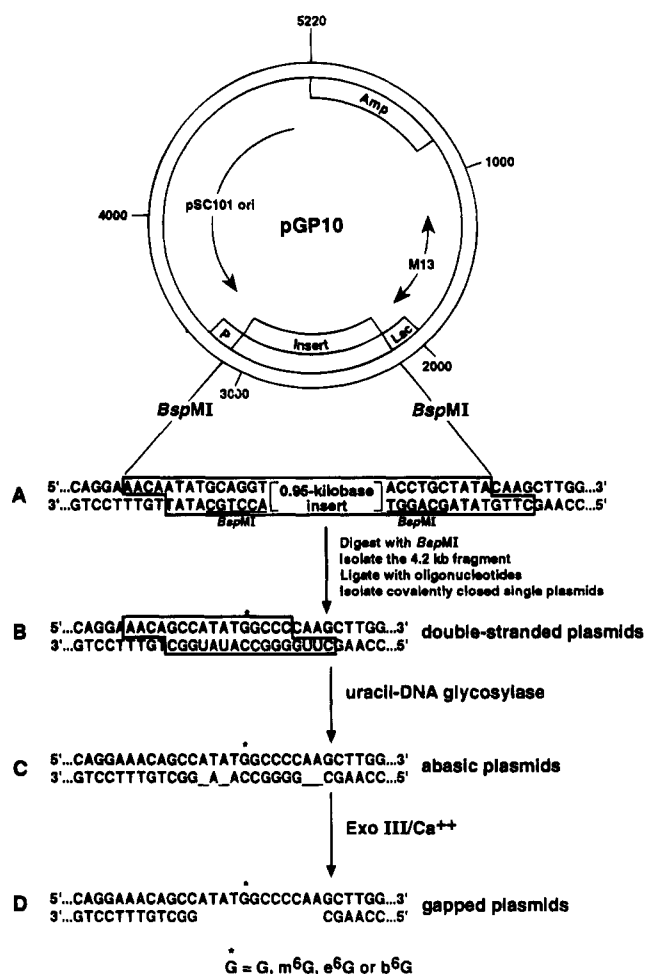 5220
Amp
1000
4000
pSC101 ori
pGP10
M13
P
Insert
Lac
2000
3000
BspMI
BspMI
A
5'...CAGGAAACAATATGCAGGT
0.95-kilobase
insert
ACCTGCTATACAAGCTTGG...3'
3'...GTCCTTTGTTATACGTCCA
TGGACGATATGTTCGAACC...5'
BspMI
BspMI
Digest with BspMI
Isolate the 4.2 kb fragment
Ligate with oligonucleotides
Isolate covalently closed single plasmids
B
*
5'...CAGGAAACAGCCATATGGCCCCAAGCTTGG...3'
double-stranded plasmids
3'...GTCCTTTGTCGGUAUACCGGGGUUCGAACC...5'
uracil-DNA glycosylase
C
*
5'...CAGGAAACAGCCATATGGCCCCAAGCTTGG...3'
abasic plasmids
3'...GTCCTTTGTCGG_A_ACCGGGG__CGAACC...5'
Exo III/Ca++
D
*
5'...CAGGAAACAGCCATATGGCCCCAAGCTTGG...3'
gapped plasmids
3'...GTCCTTTGTCGG CGAACC...5'
*
G = G, m⁶G, e⁶G or b⁶G